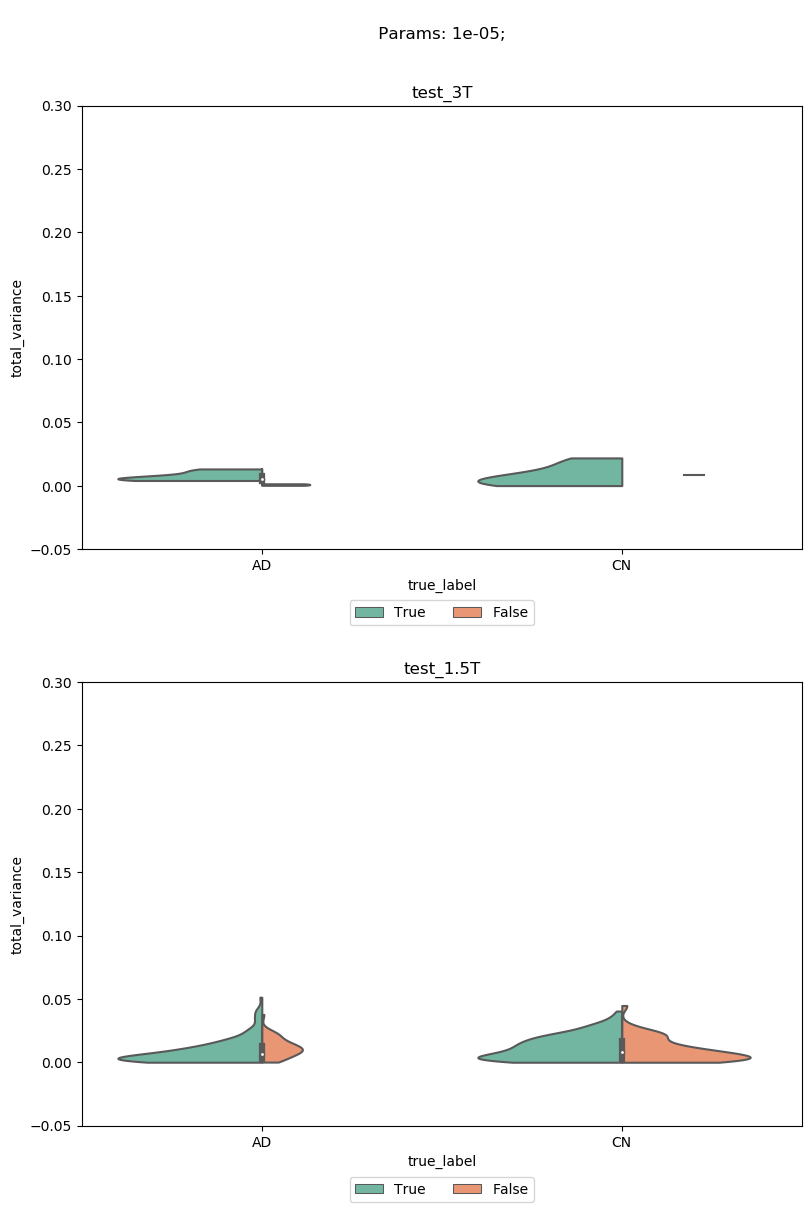 Params: 1e-05;
test_3T
0.30
0.25
0.20
0.15
0.10
0.05
0.00
−0.05
total_variance
AD CN
true_label
True False
test_1.5T
0.30
0.25
0.20
0.15
0.10
0.05
0.00
−0.05
total_variance
AD CN
true_label
True False